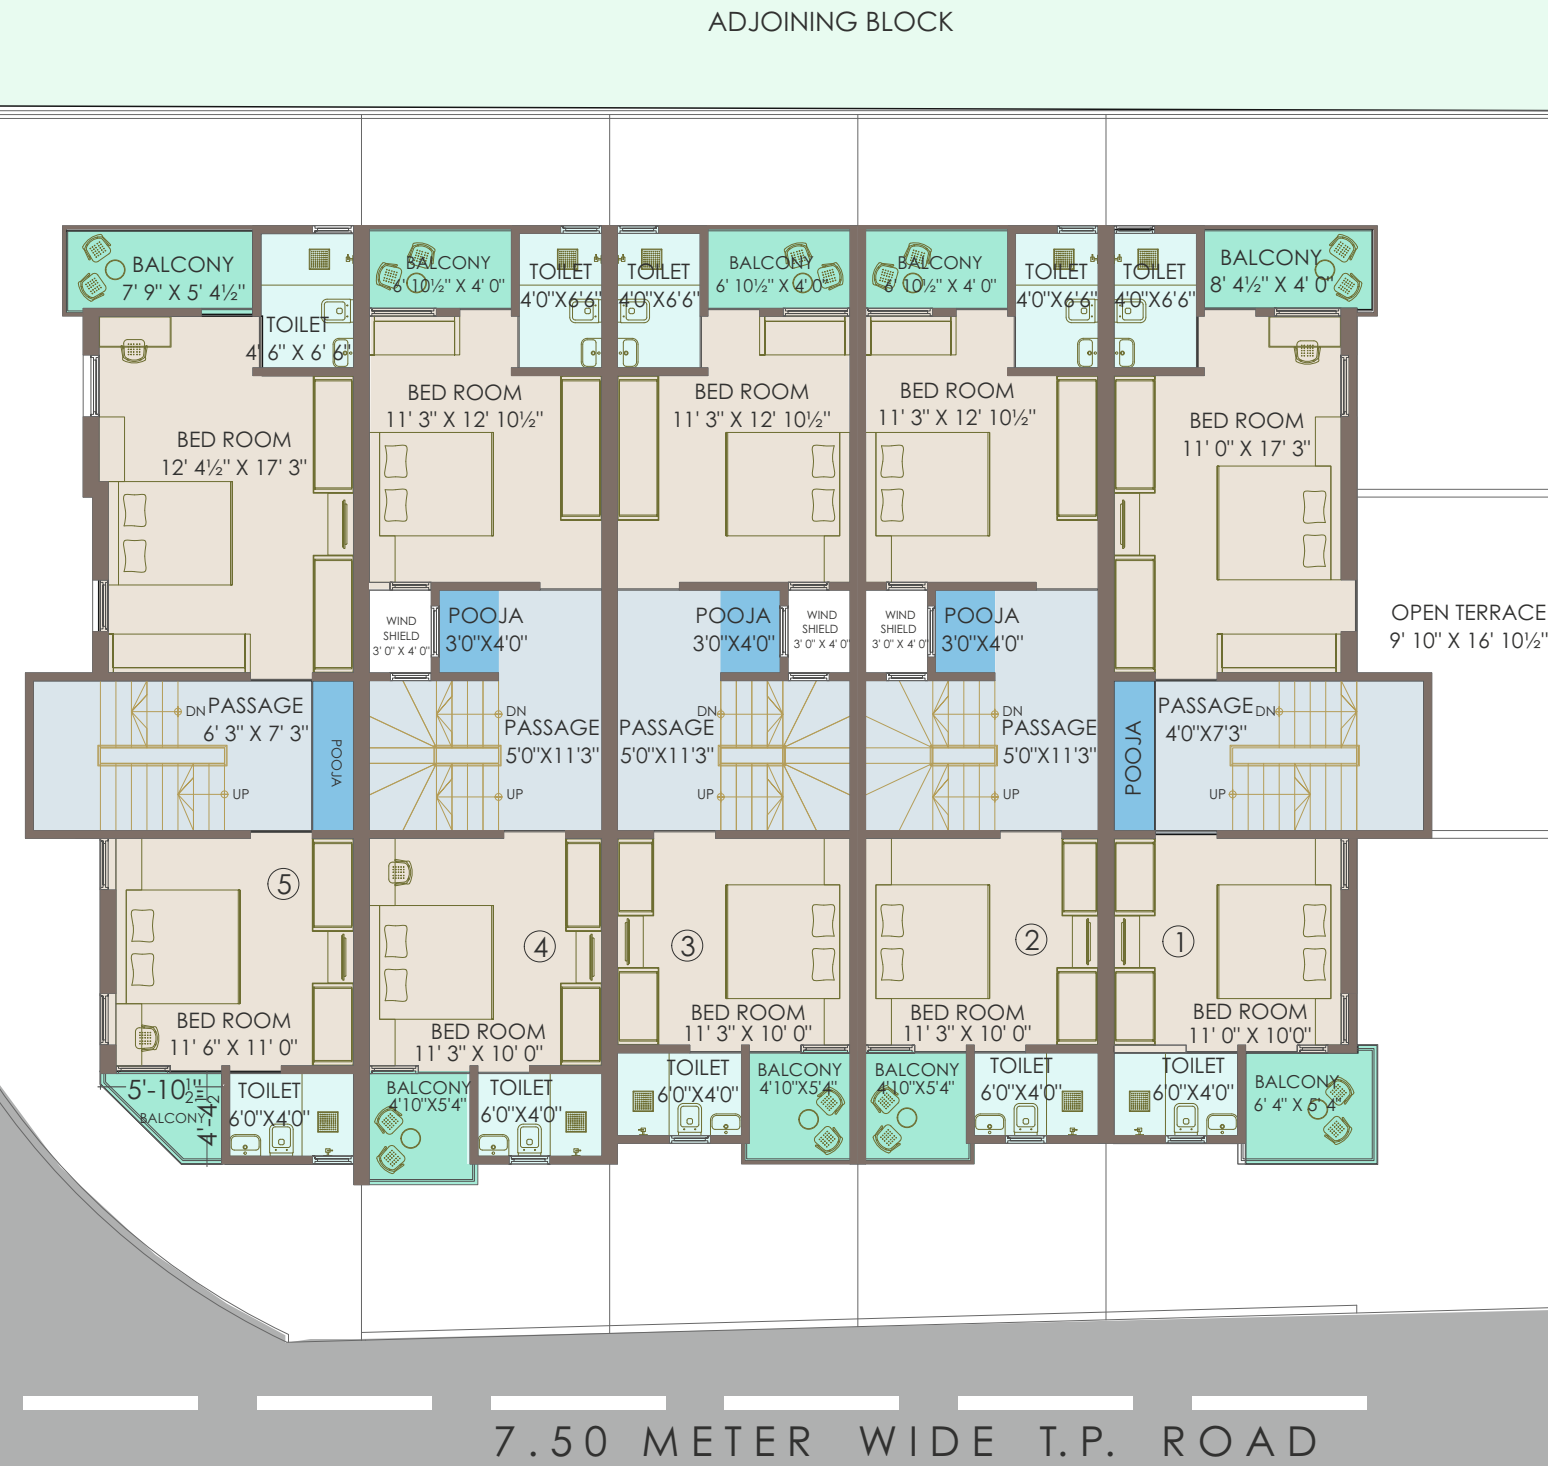 ADJOINING BLOCK
BALCONY
7' 9" X 5' 4½"
TOILET
4' 6" X 6' 6"
BALCONY
6' 10½" X 4' 0"
TOILET
4'0"X6'6"
TOILET
4'0"X6'6"
BALCONY
6' 10½" X 4' 0"
BALCONY
6' 10½" X 4' 0"
TOILET
4'0"X6'6"
TOILET
4'0"X6'6"
BALCONY
8' 4½" X 4' 0"
BED ROOM
12' 4½" X 17' 3"
BED ROOM
11' 3" X 12' 10½"
BED ROOM
11' 3" X 12' 10½"
BED ROOM
11' 3" X 12' 10½"
BED ROOM
11' 0" X 17' 3"
WIND
SHIELD
3' 0" X 4' 0"
POOJA
3'0"X4'0"
POOJA
3'0"X4'0"
WIND
SHIELD
3' 0" X 4' 0"
WIND
SHIELD
3' 0" X 4' 0"
POOJA
3'0"X4'0"
OPEN TERRACE
9' 10" X 16' 10½"
DN
PASSAGE
6' 3" X 7' 3"
UP
POOJA
DN
PASSAGE
5'0"X11'3"
UP
PASSAGE
5'0"X11'3"
DN
UP
DN
PASSAGE
5'0"X11'3"
UP
POOJA
PASSAGE
4'0"X7'3"
DN
UP
5
BED ROOM
11' 6" X 11' 0"
4
BED ROOM
11' 3" X 10' 0"
3
BED ROOM
11' 3" X 10' 0"
2
BED ROOM
11' 3" X 10' 0"
1
BED ROOM
11' 0" X 10'0"
5'-10½"
4'-4½"
BALCONY
TOILET
6'0"X4'0"
BALCONY
4'10"X5'4"
TOILET
6'0"X4'0"
TOILET
6'0"X4'0"
BALCONY
4'10"X5'4"
BALCONY
4'10"X5'4"
TOILET
6'0"X4'0"
TOILET
6'0"X4'0"
BALCONY
6' 4" X 5' 4"
7.50 METER WIDE T.P. ROAD